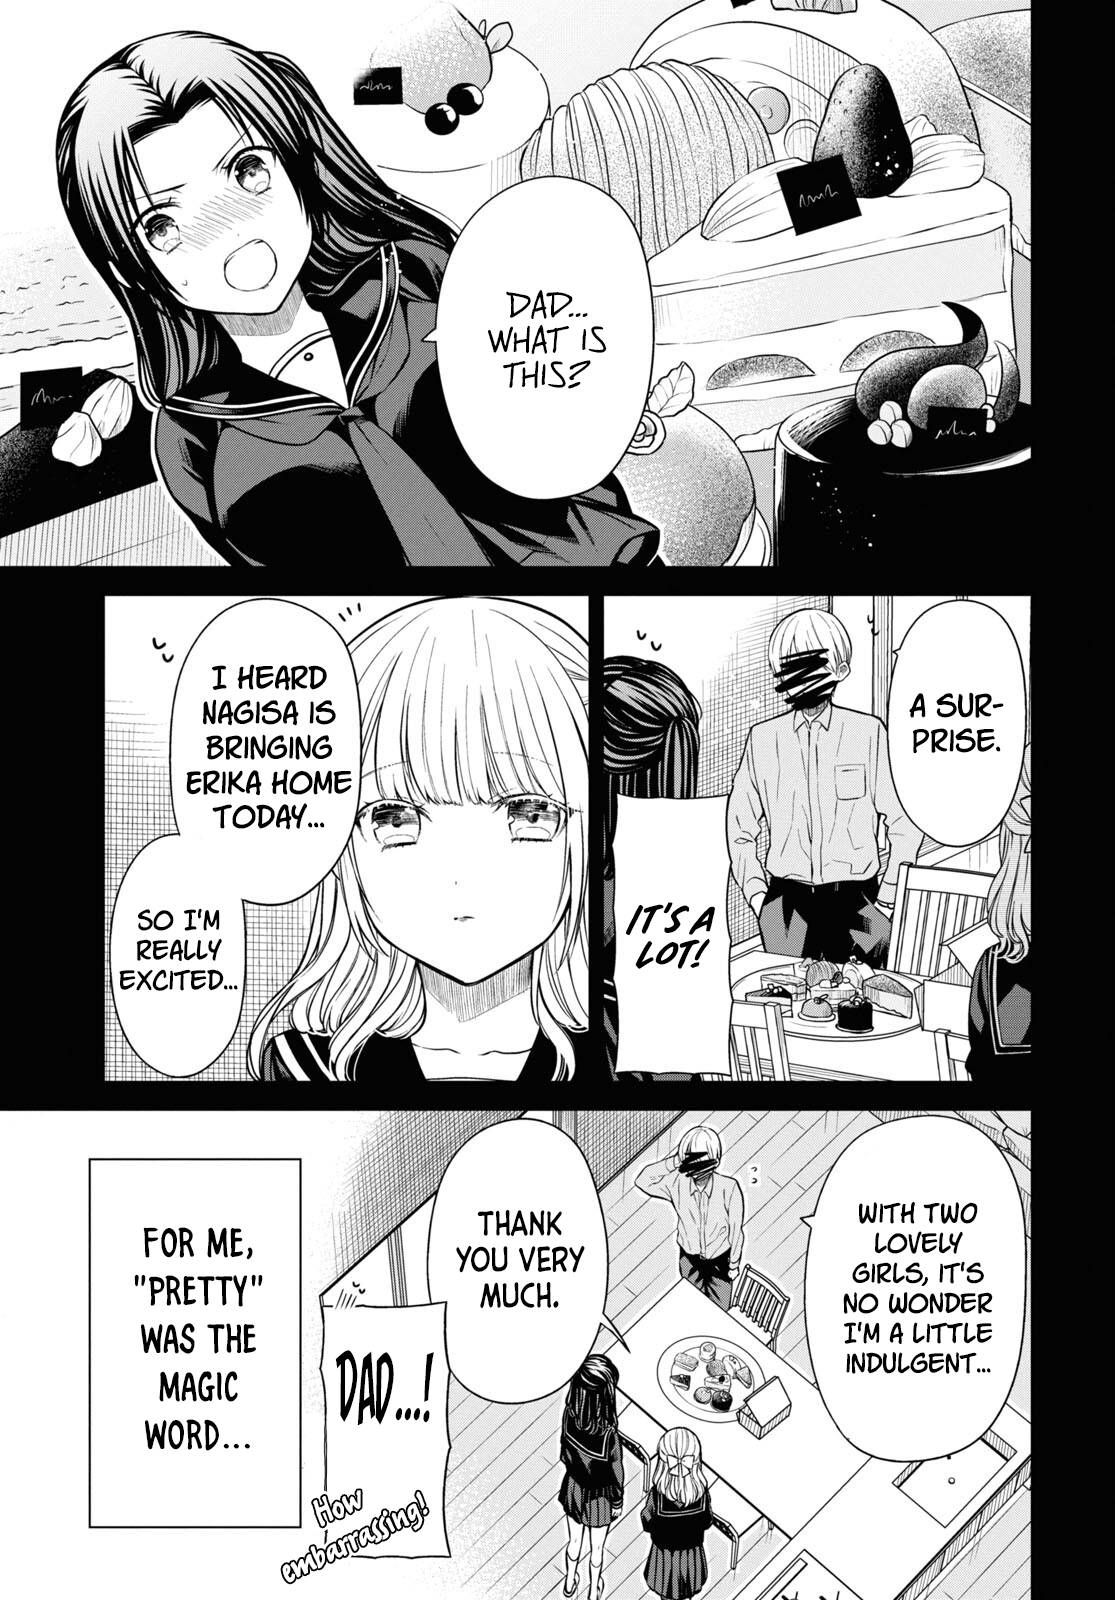 DAD...
WHAT IS
THIS?
A SUR-
PRISE.
IT'S A
LOT!
I HEARD
NAGISA IS
BRINGING
ERIKA HOME
TODAY...
SO I'M
REALLY
EXCITED...
WITH TWO
LOVELY
GIRLS, IT'S
NO WONDER
I'M A LITTLE
INDULGENT...
THANK
YOU VERY
MUCH.
DAD...!
How
embarrassing!
FOR ME,
"PRETTY"
WAS THE
MAGIC
WORD...